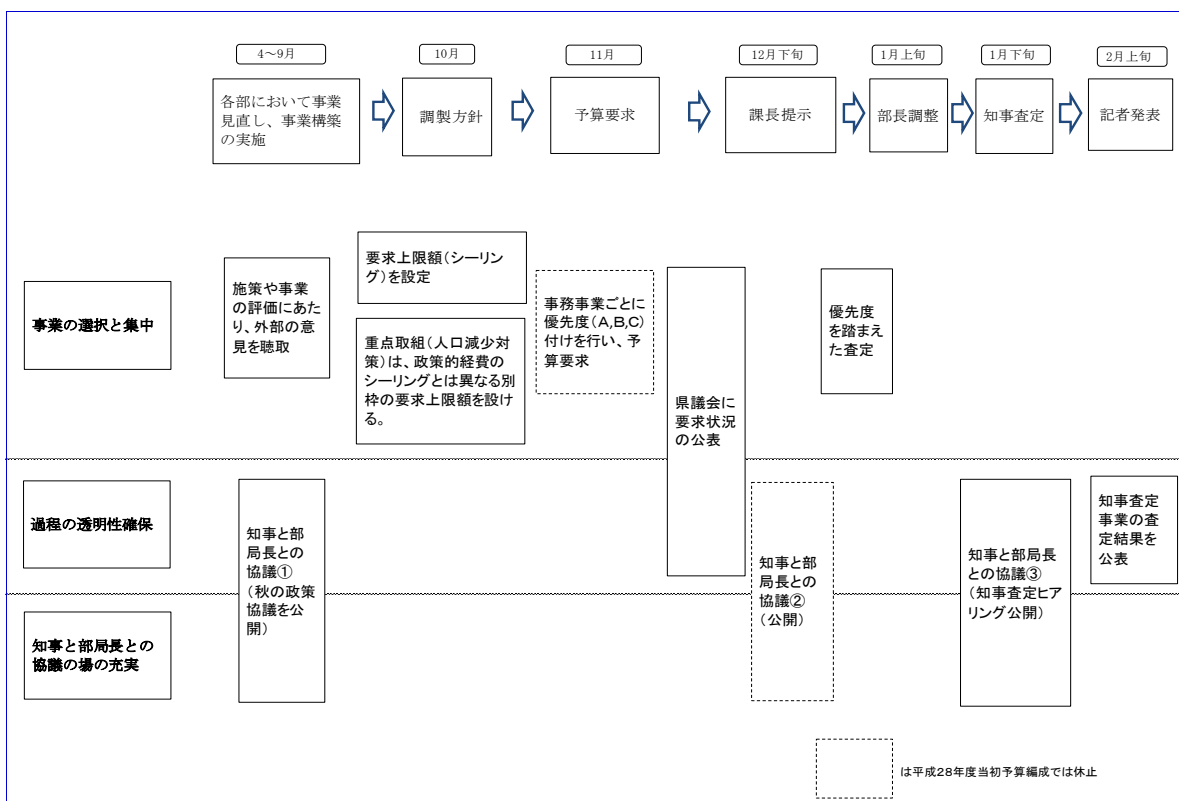 4～9月
10月
11月
12月下旬
1月上旬
1月下旬
2月上旬
各部において事業
見直し、事業構築
の実施
調製方針
予算要求
課長提示
部長調整
知事査定
記者発表
事業の選択と集中
施策や事業
の評価にあた
り、外部の意
見を聴取
要求上限額(シーリン
グ)を設定
重点取組(人口減少対
策)は、政策的経費の
シーリングとは異なる別
枠の要求上限額を設け
る。
事務事業ごとに
優先度(A,B,C)
付けを行い、予
算要求
県議会に
要求状況
の公表
優先度
を踏まえ
た査定
過程の透明性確保
知事と部
局長との
協議①
(秋の政策
協議を公
開)
知事と部
局長との
協議②
(公開)
知事と部局長
との協議③
(知事査定ヒア
リング公開)
知事査定
事業の査
定結果を
公表
知事と部局長との
協議の場の充実
は平成28年度当初予算編成では休止